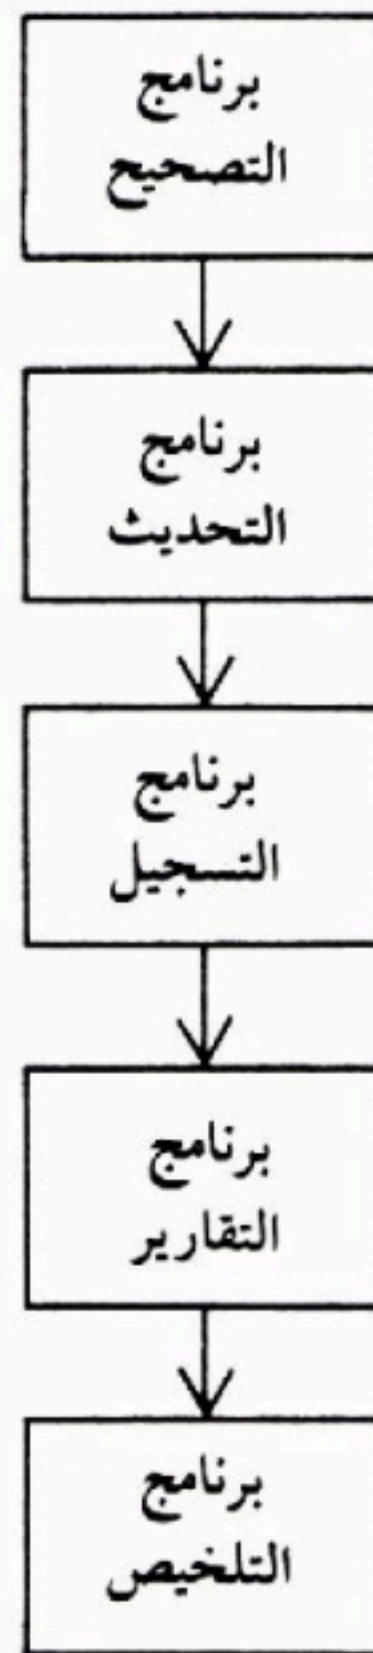 برنامج
التصحيح
برنامج
التحديث
برنامج
التسجيل
برنامج
التقارير
برنامج
التلخيص